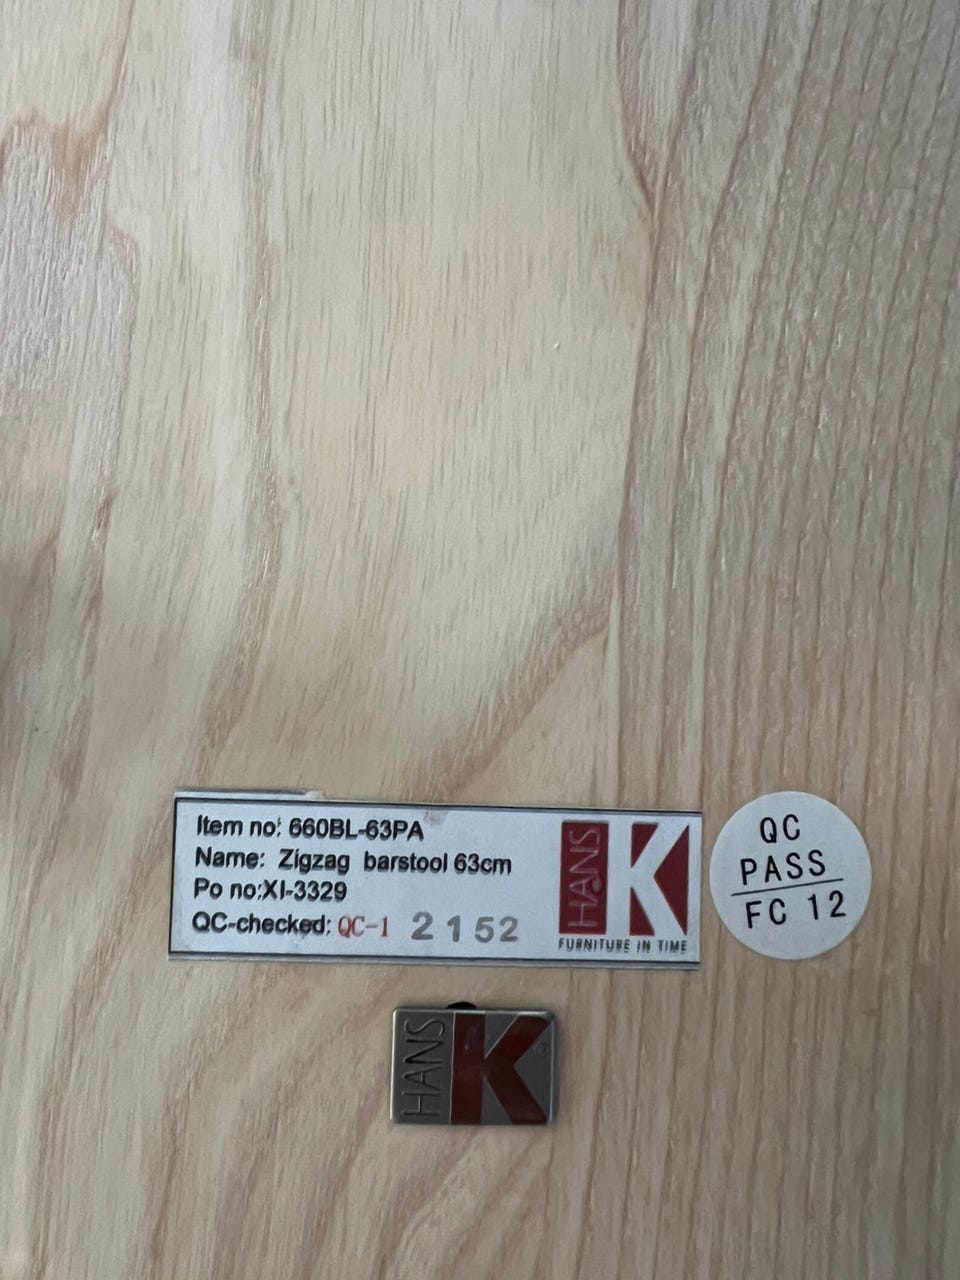 Item no: 660BL-63PA
Name: Zigzag barstool 63cm
Po no:XI-3329
QC-checked: QC-1 2152
HANS K
FURNITURE IN TIME
QC
PASS
FC 12
HANS K